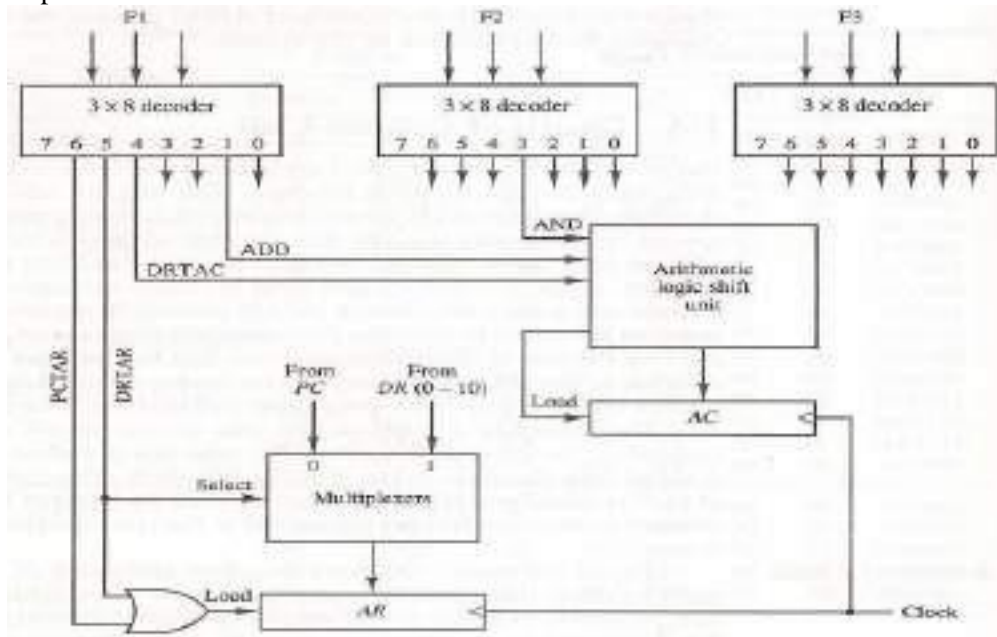 F1 F2 F3
3 × 8 decoder 3 × 8 decoder 3 × 8 decoder
7 6 5 4 3 2 1 0 7 6 5 4 3 2 1 0 7 6 5 4 3 2 1 0
AND
ADD
DRTAC
Arithmatic
logic shift
unit
PCTAR
DRTAR
From
PC
From
DR (0 – 10)
Load
AC
0 1
Select
Multiplexers
Load
AR
Clock